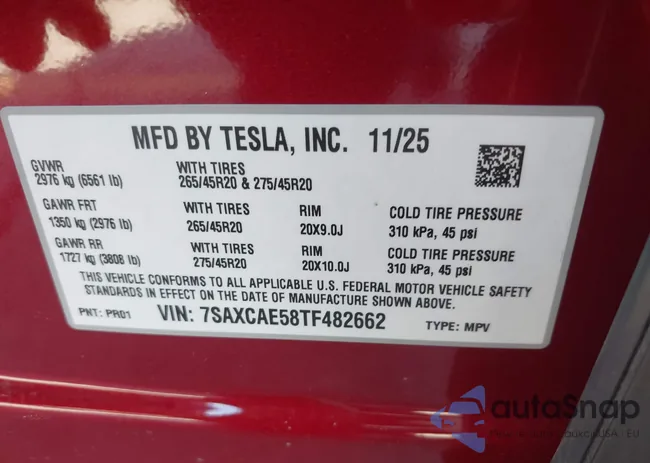 MFD BY TESLA, INC. 11/25
GVWR
2976 kg (6561 lb)
WITH TIRES
265/45R20 & 275/45R20
GAWR FRT
1350 kg (2976 lb)
WITH TIRES
265/45R20
RIM
20X9.0J
COLD TIRE PRESSURE
310 kPa, 45 psi
GAWR RR
1727 kg (3808 lb)
WITH TIRES
275/45R20
RIM
20X10.0J
COLD TIRE PRESSURE
310 kPa, 45 psi
THIS VEHICLE CONFORMS TO ALL APPLICABLE U.S. FEDERAL MOTOR VEHICLE SAFETY
STANDARDS IN EFFECT ON THE DATE OF MANUFACTURE SHOWN ABOVE.
PNT: PR01
VIN: 7SAXCAE58TF482662
TYPE: MPV
autoSnap